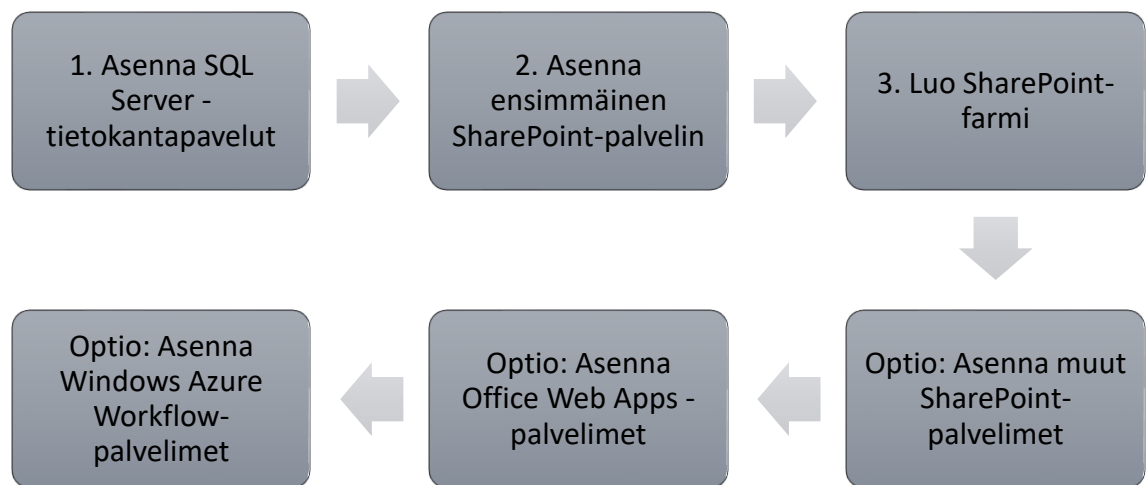 1. Asenna SQL
Server -
tietokantapavelut
2. Asenna
ensimmäinen
SharePoint-palvelin
3. Luo SharePoint-
farmi
Optio: Asenna muut
SharePoint-
palvelimet
Optio: Asenna
Office Web Apps -
palvelimet
Optio: Asenna
Windows Azure
Workflow-
palvelimet